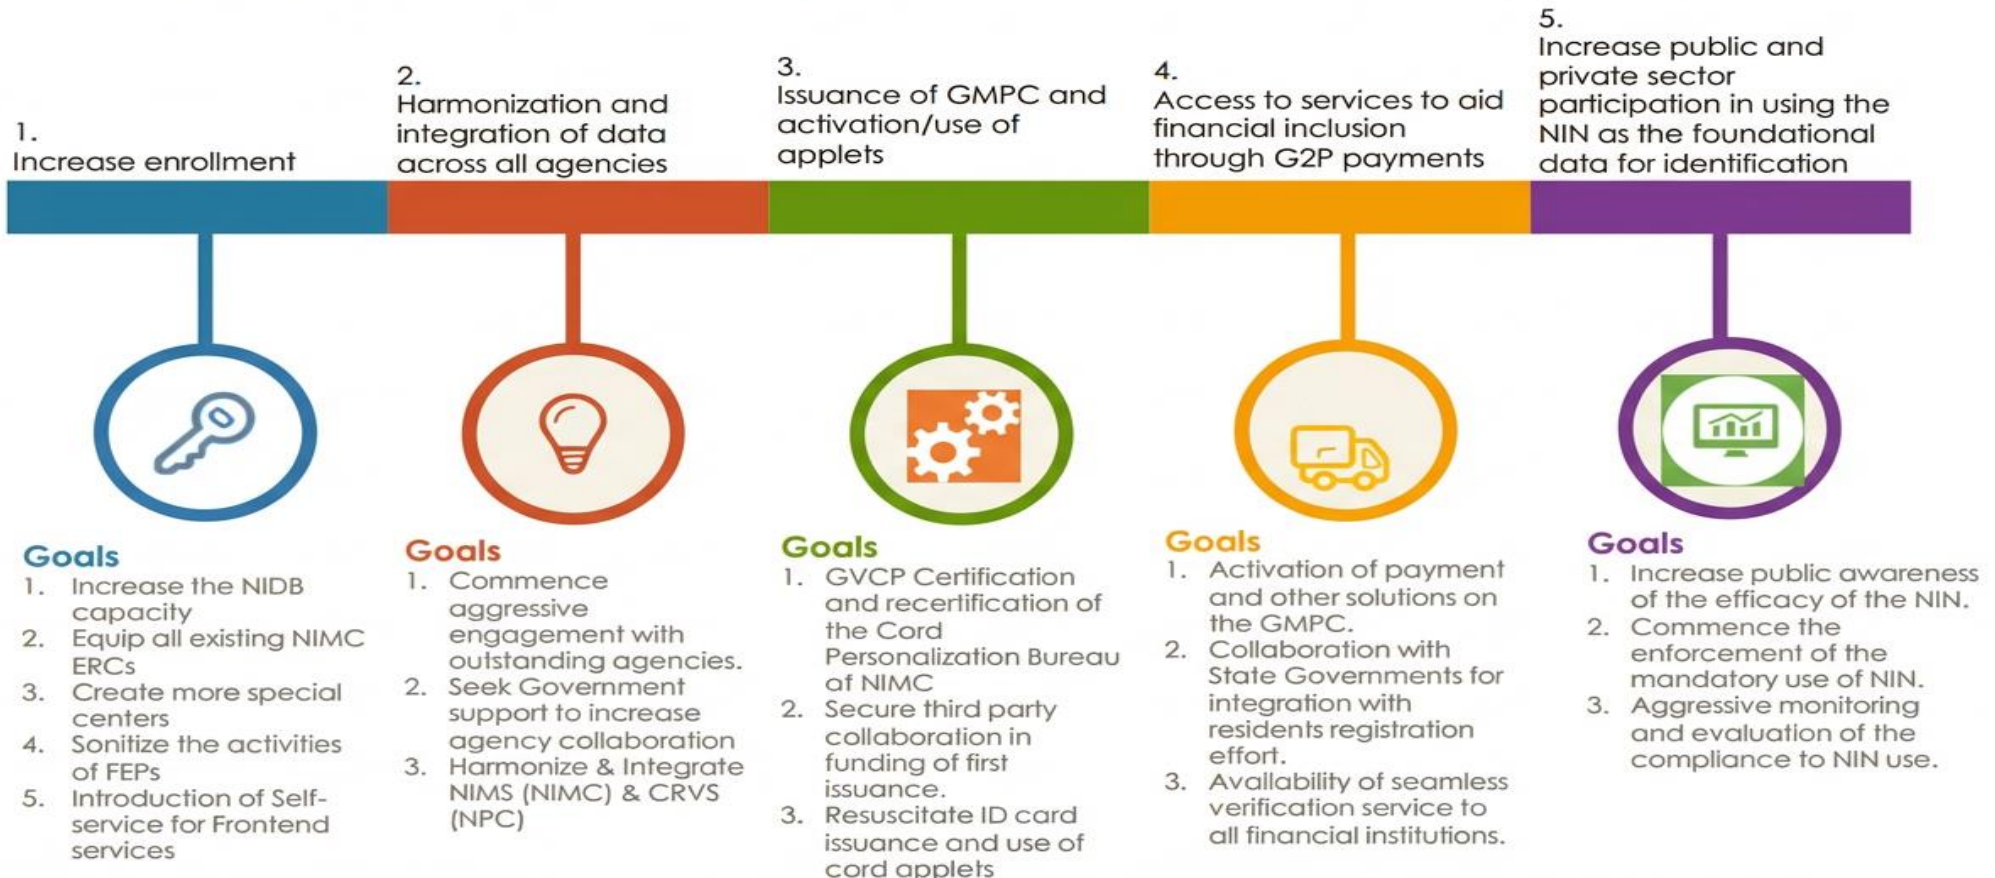 1.
Increase enrollment
2.
Harmonization and
integration of data
across all agencies
3.
Issuance of GMPC and
activation/use of
applets
4.
Access to services to aid
financial inclusion
through G2P payments
5.
Increase public and
private sector
participation in using the
NIN as the foundational
data for identification
Goals
1. Increase the NIDB
capacity
2. Equip all existing NIMC
ERCs
3. Create more special
centers
4. Sonitize the activities
of FEPs
5. Introduction of Self-
service for Frontend
services
Goals
1. Commence
aggressive
engagement with
outstanding agencies.
2. Seek Government
support to increase
agency collaboration
3. Harmonize & Integrate
NIMS (NIMC) & CRVS
(NPC)
Goals
1. GVCP Certification
and recertification of
the Cord
Personalization Bureau
of NIMC
2. Secure third party
collaboration in
funding of first
issuance.
3. Resuscitate ID card
issuance and use of
cord applets
Goals
1. Activation of payment
and other solutions on
the GMPC.
2. Collaboration with
State Governments for
integration with
residents registration
effort.
3. Availability of seamless
verification service to
all financial institutions.
Goals
1. Increase public awareness
of the efficacy of the NIN.
2. Commence the
enforcement of the
mandatory use of NIN.
3. Aggressive monitoring
and evaluation of the
compliance to NIN use.